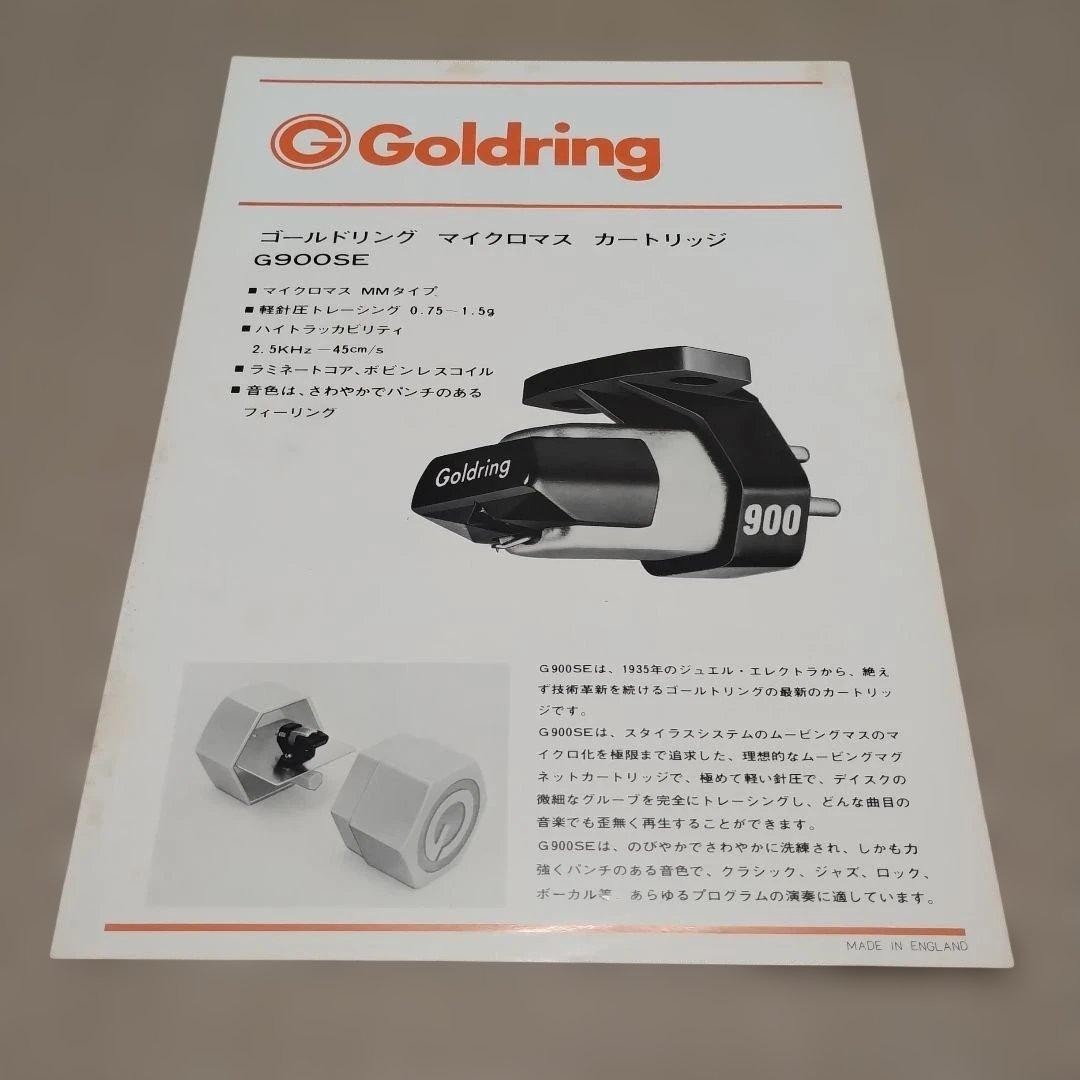 G Goldring
ゴールドリング マイクロマス カートリッジ
G900SE
■ マイクロマス MMタイプ
■ 軽針圧トレーシング 0.75－1.5g
■ ハイトラッカビリティ
2.5KHz －45cm/s
■ ラミネートコア、ボビンレスコイル
■ 音色は、さわやかでパンチのある
フィーリング
Goldring
900
G900SEは、1935年のジュエル・エレクトラから、絶え
ず技術革新を続けるゴールトリングの最新のカートリッ
ジです。
G900SEは、スタイラスシステムのムービングマスのマ
イクロ化を極限まで追求した、理想的なムービングマグ
ネットカートリッジで、極めて軽い針圧で、デイスクの
微細なグルーブを完全にトレーシングし、どんな曲目の
音楽でも歪無く再生することができます。
G900SEは、のびやかでさわやかに洗練され、しかも力
強くパンチのある音色で、クラシック、ジャズ、ロック、
ボーカル等、あらゆるプログラムの演奏に適しています。
MADE IN ENGLAND